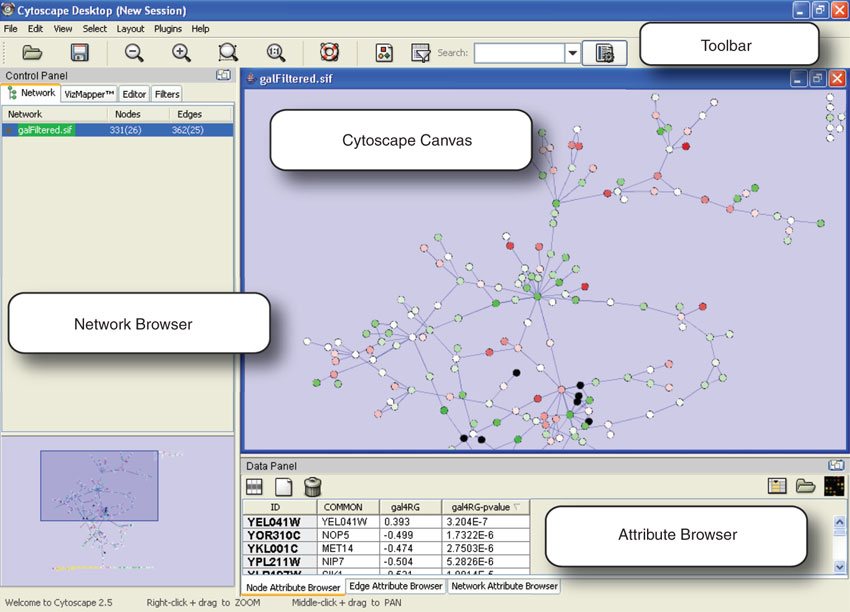 Cytoscape Desktop (New Session)
File Edit View Select Layout Plugins Help
Search:
Toolbar
Control Panel
Network VizMapper™ Editor Filters
Network Nodes Edges
galFiltered.sif 331(26) 362(25)
galFiltered.sif
Cytoscape Canvas
Network Browser
Data Panel
ID COMMON gal4RG gal4RG-pvalue
YEL041W YEL041W 0.393 3.204E-7
YOR310C NOP5 -0.499 1.7322E-6
YKL001C MET14 -0.474 2.7503E-6
YPL211W NIP7 -0.504 5.2826E-6
Attribute Browser
Node Attribute Browser Edge Attribute Browser Network Attribute Browser
Welcome to Cytoscape 2.5 Right-click + drag to ZOOM Middle-click + drag to PAN